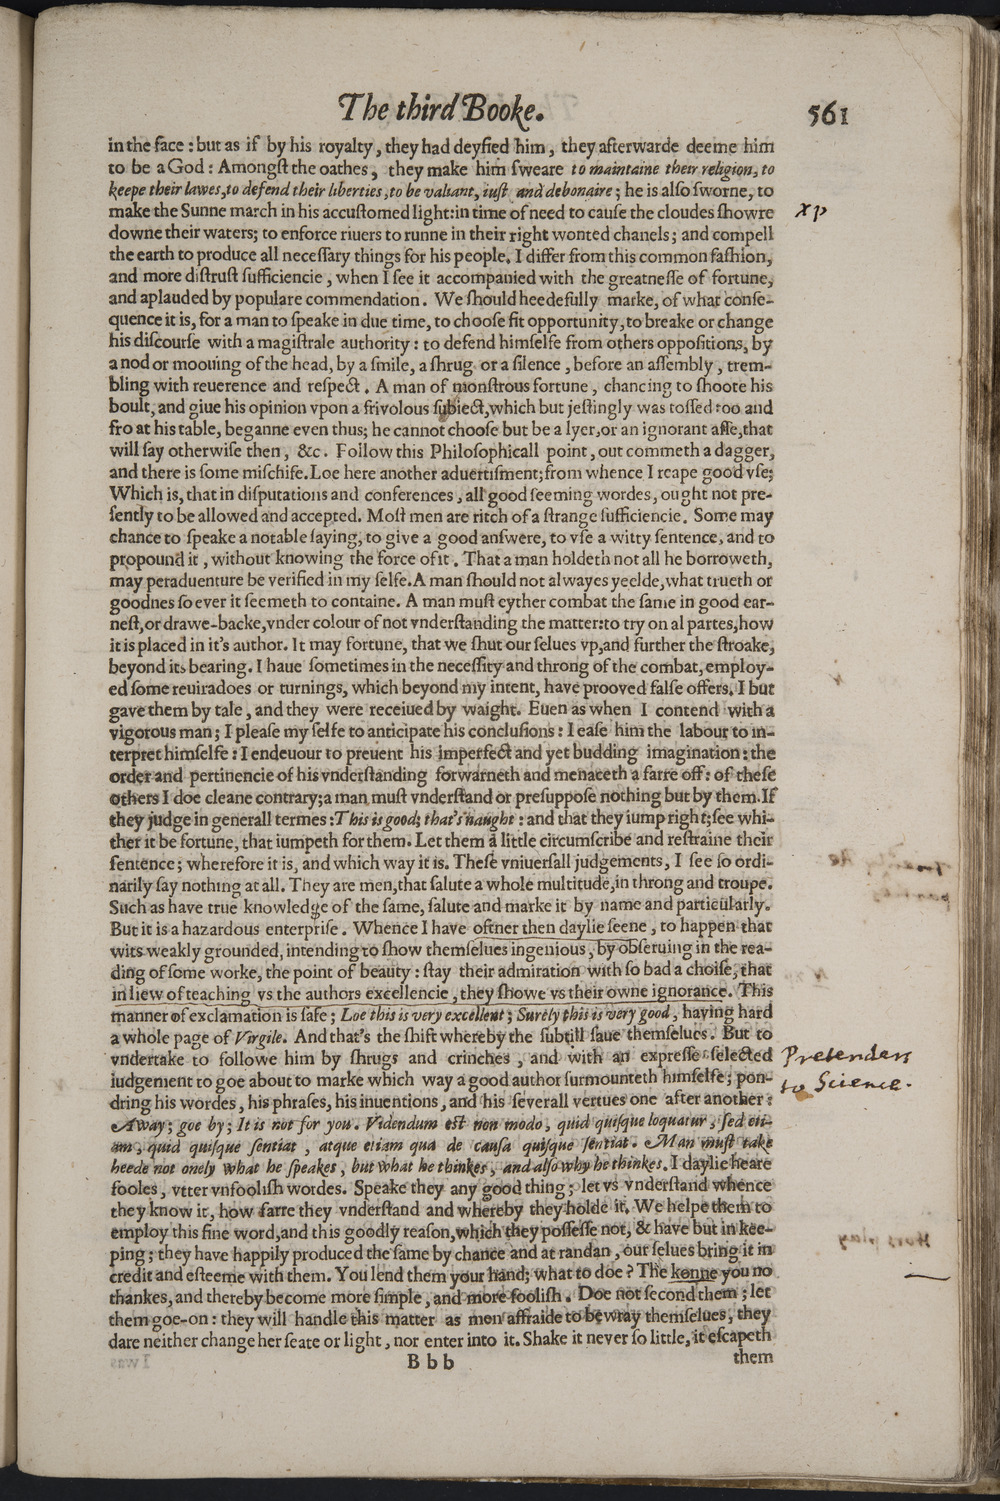 The third Booke.
561
in the face : but as if by his royalty, they had deyfied him, they afterwarde deeme him
to be a God : Amongſt the oathes, they make him ſweare to maintaine their religion, to
keepe their lawes, to defend their liberties, to be valiant, iuſt and debonaire ; he is alſo ſworne, to
make the Sunne march in his accuſtomed light: in time of need to cauſe the cloudes ſhowre
xp
downe their waters; to enforce riuers to runne in their right wonted chanels ; and compell
the earth to produce all neceſſary things for his people. I differ from this common faſhion,
and more diſtruſt ſufficiencie, when I ſee it accompanied with the greatneſſe of fortune,
and aplauded by populare commendation. We ſhould heedefully marke, of what conſe-
quence it is, for a man to ſpeake in due time, to chooſe fit opportunity, to breake or change
his diſcourſe with a magiſtrale authority : to defend himſelfe from others oppoſitions, by
a nod or moouing of the head, by a ſmile, a ſhrug or a ſilence, before an aſſembly, trem-
bling with reuerence and reſpect. A man of monſtrous fortune, chancing to ſhoote his
boult, and giue his opinion vpon a frivolous ſubiect, which but jeſtingly was toſſed too and
fro at his table, beganne even thus; he cannot chooſe but be a lyer, or an ignorant aſſe, that
will ſay otherwiſe then, &c. Follow this Philoſophicall point, out commeth a dagger,
and there is ſome miſchife. Loe here another aduertiſment; from whence I reape good vſe;
Which is, that in diſputations and conferences, all good ſeeming wordes, ought not pre-
ſently to be allowed and accepted. Moſt men are ritch of a ſtrange ſufficiencie. Some may
chance to ſpeake a notable ſaying, to give a good anſwere, to vſe a witty ſentence, and to
propound it, without knowing the force of it. That a man holdeth not all he borroweth,
may peraduenture be verified in my ſelfe. A man ſhould not alwayes yeelde, what trueth or
goodnes ſoever it ſeemeth to containe. A man muſt eyther combat the ſame in good ear-
neſt, or drawe-backe, vnder colour of not vnderſtanding the matter: to try on al partes, how
it is placed in it's author. It may fortune, that we ſhut our ſelues vp, and further the ſtroake,
beyond its bearing. I haue ſometimes in the neceſſity and throng of the combat, employ-
ed ſome reuiradoes or turnings, which beyond my intent, have prooved falſe offers. I but
gave them by tale, and they were receiued by waight. Euen as when I contend with a
vigorous man ; I pleaſe my ſelfe to anticipate his concluſions : I eaſe him the labour to in-
terpret himſelfe : I endeuour to preuent his imperfect and yet budding imagination : the
order and pertinencie of his vnderſtanding forwarneth and menaceth a farre off: of theſe
others I doe cleane contrary; a man muſt vnderſtand or preſuppoſe nothing but by them. If
they judge in generall termes : This is good; that's naught : and that they iump right; ſee whi-
ther it be fortune, that iumpeth for them. Let them a little circumſcribe and reſtraine their
ſentence; wherefore it is, and which way it is. Theſe vniuerſall judgements, I ſee ſo ordi-
narily ſay nothing at all. They are men, that ſalute a whole multitude, in throng and troupe.
Such as have true knowledge of the ſame, ſalute and marke it by name and particularly.
But it is a hazardous enterpriſe. Whence I have oftner then daylie ſeene, to happen that
wits weakly grounded, intending to ſhow themſelues ingenious, by obſeruing in the rea-
ding of ſome worke, the point of beauty : ſtay their admiration with ſo bad a choiſe, that
in liew of teaching vs the authors excellencie, they ſhowe vs their owne ignorance. This
manner of exclamation is ſafe ; Loe this is very excellent ; Surely this is very good, having hard
a whole page of Virgile. And that's the ſhift whereby the ſubtill ſaue themſelues. But to
vndertake to followe him by ſhrugs and crinches, and with an expreſſe ſelected
Pretenders
iudgement to goe about to marke which way a good author ſurmounteth himſelfe; pon-
to Science.
dring his wordes, his phraſes, his inuentions, and his ſeverall vertues one after another :
Away; goe by; It is not for you. Videndum eſt non modo, quid quiſque loquatur, ſed eti-
am, quid quiſque ſentiat, atque etiam qua de cauſa quiſque ſentiat. Man muſt take
heede not onely what he ſpeakes, but what he thinkes, and alſo why he thinkes. I daylie heare
fooles, vtter vnfooliſh wordes. Speake they any good thing ; let vs vnderſtand whence
they know it, how farre they vnderſtand and whereby they holde it. We helpe them to
employ this fine word, and this goodly reaſon, which they poſſeſſe not, & have but in kee-
ping; they have happily produced the ſame by chance and at randan, our ſelues bring it in
credit and eſteeme with them. You lend them your hand; what to doe ? The konne you no
thankes, and thereby become more ſimple, and more fooliſh. Doe not ſecond them ; let
them goe-on : they will handle this matter as men affraide to bewray themſelues, they
dare neither change her ſeate or light, nor enter into it. Shake it never ſo little, it eſcapeth
B b b
them